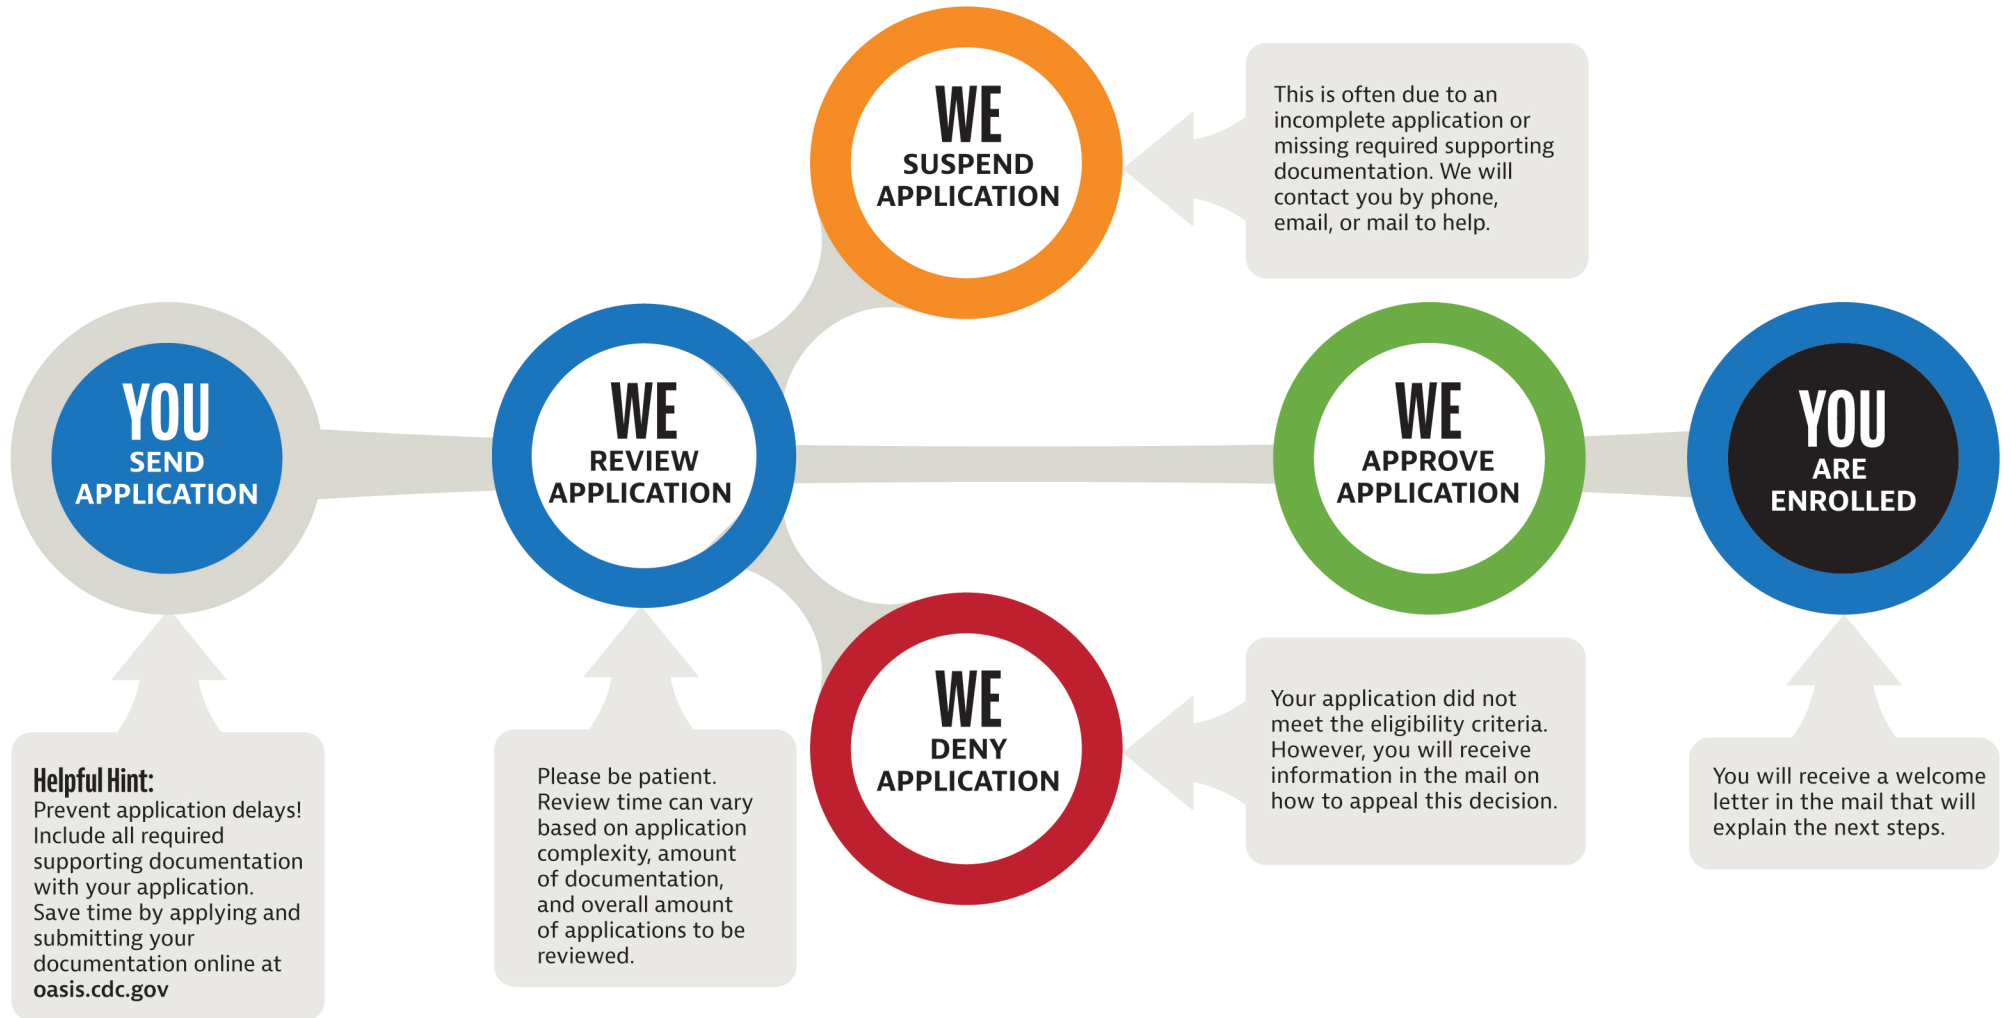 WE
SUSPEND
APPLICATION
This is often due to an
incomplete application or
missing required supporting
documentation. We will
contact you by phone,
email, or mail to help.
YOU
SEND
APPLICATION
WE
REVIEW
APPLICATION
WE
APPROVE
APPLICATION
YOU
ARE
ENROLLED
WE
DENY
APPLICATION
Your application did not
meet the eligibility criteria.
However, you will receive
information in the mail on
how to appeal this decision.
Helpful Hint:
Prevent application delays!
Include all required
supporting documentation
with your application.
Save time by applying and
submitting your
documentation online at
oasis.cdc.gov
Please be patient.
Review time can vary
based on application
complexity, amount
of documentation,
and overall amount
of applications to be
reviewed.
You will receive a welcome
letter in the mail that will
explain the next steps.